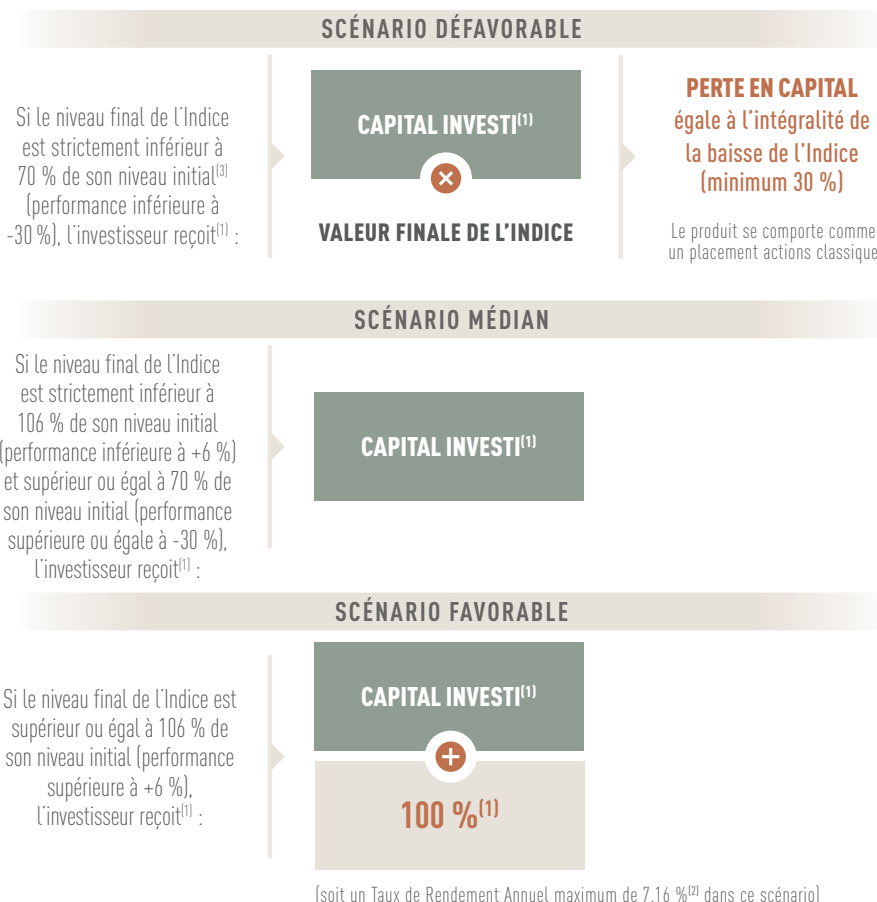 SCÉNARIO DÉFAVORABLE
Si le niveau final de l'Indice
est strictement inférieur à
70 % de son niveau initial(3)
(performance inférieure à
-30 %), l'investisseur reçoit(1) :
CAPITAL INVESTI(1)
×
VALEUR FINALE DE L'INDICE
PERTE EN CAPITAL
égale à l'intégralité de
la baisse de l'Indice
(minimum 30 %)
Le produit se comporte comme
un placement actions classique
SCÉNARIO MÉDIAN
Si le niveau final de l'Indice
est strictement inférieur à
106 % de son niveau initial
(performance inférieure à +6 %)
et supérieur ou égal à 70 % de
son niveau initial (performance
supérieure ou égale à -30 %),
l'investisseur reçoit(1) :
CAPITAL INVESTI(1)
SCÉNARIO FAVORABLE
Si le niveau final de l'Indice est
supérieur ou égal à 106 % de
son niveau initial (performance
supérieure à +6 %),
l'investisseur reçoit(1) :
CAPITAL INVESTI(1)
+
100 %(1)
(soit un Taux de Rendement Annuel maximum de 7,16 %(2) dans ce scénario)